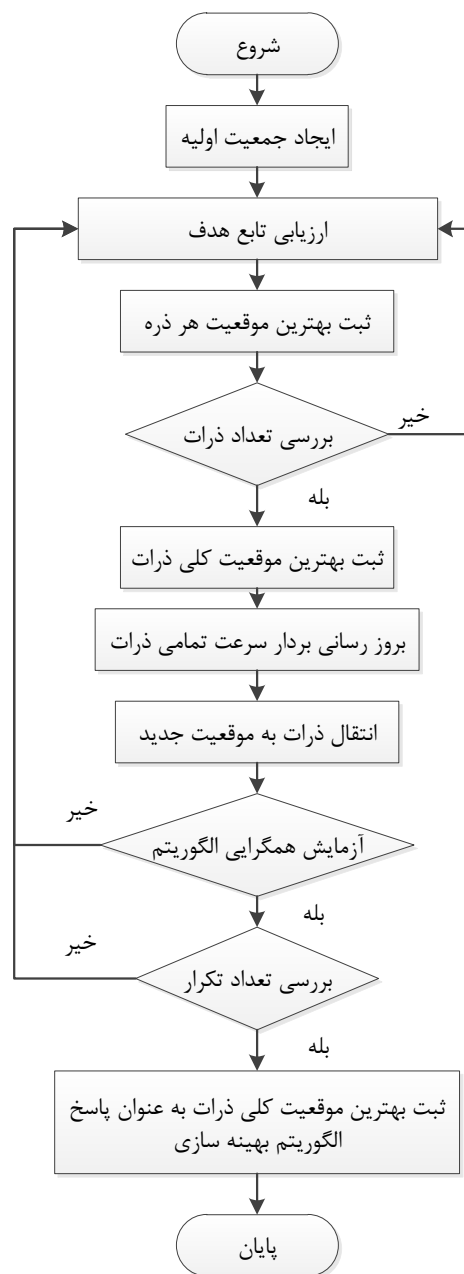 شروع
ایجاد جمعیت اولیه
ارزیابی تابع هدف
ثبت بهترین موقعیت هر ذره
بررسی تعداد ذرات
خیر
بله
ثبت بهترین موقعیت کلی ذرات
بروز رسانی بردار سرعت تمامی ذرات
انتقال ذرات به موقعیت جدید
خیر
آزمایش همگرایی الگوریتم
بله
خیر
بررسی تعداد تکرار
بله
ثبت بهترین موقعیت کلی ذرات به عنوان پاسخ
الگوریتم بهینه سازی
پایان